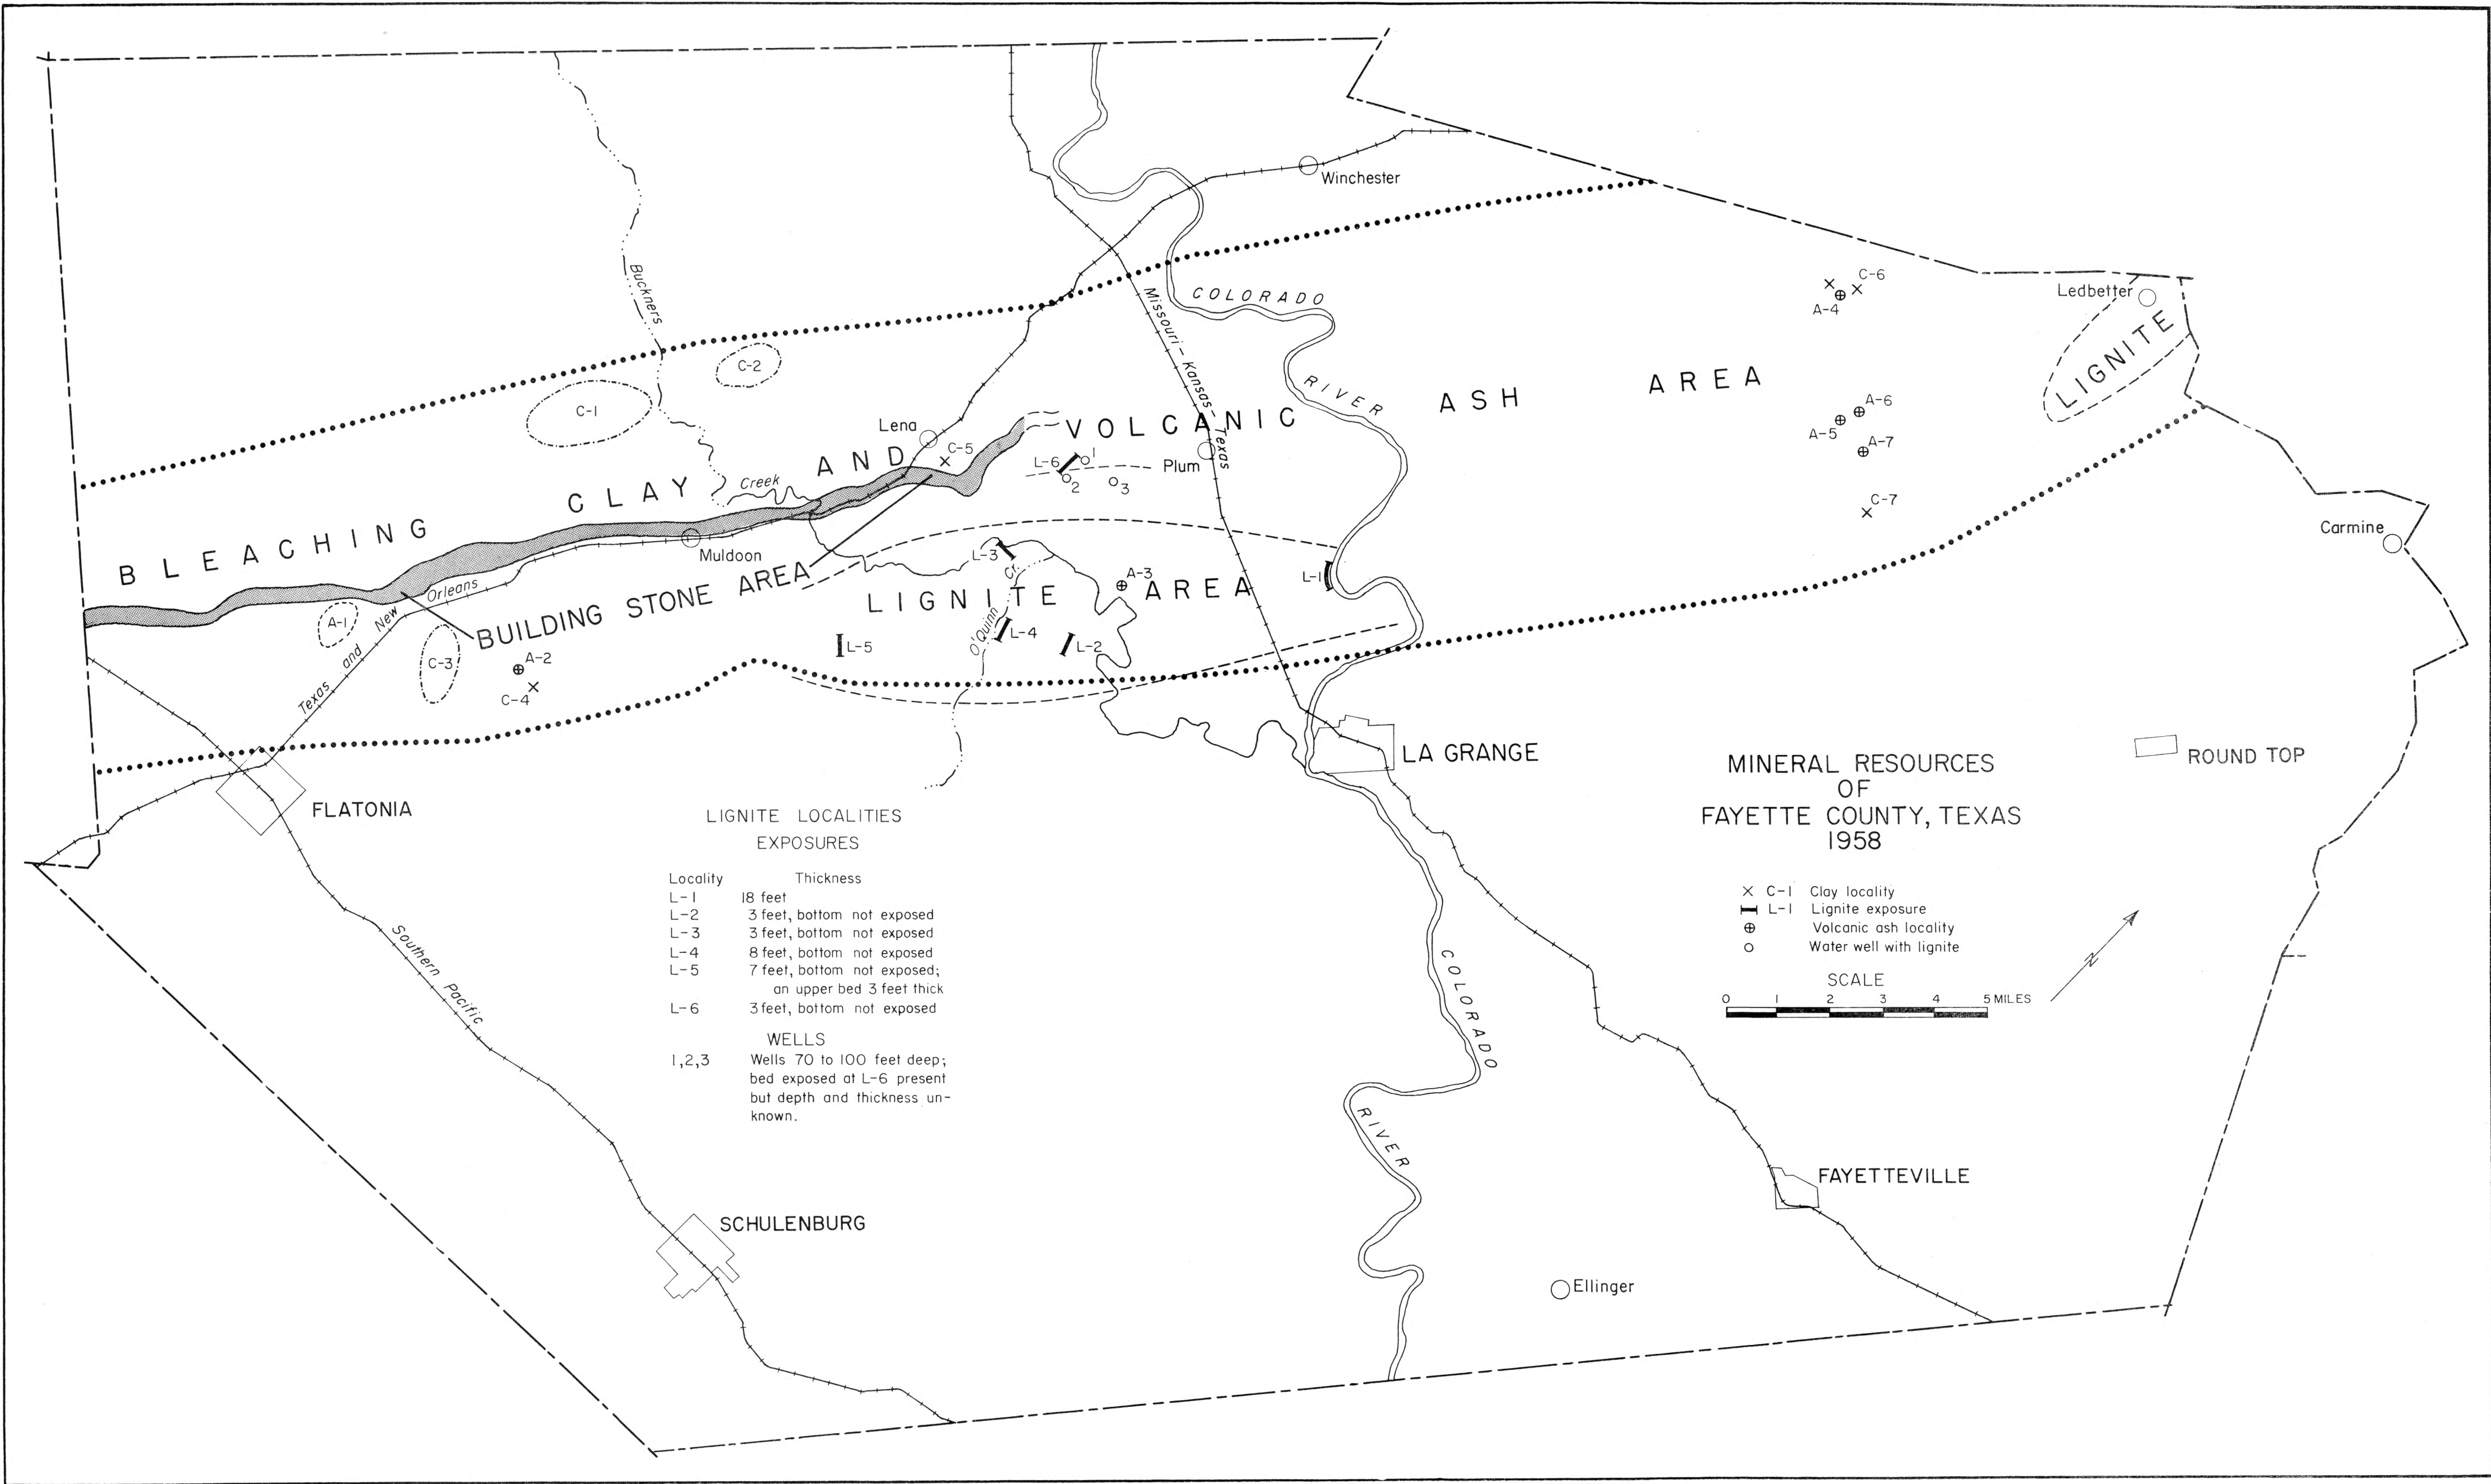 Winchester
Buckners
COLORADO
RIVER
Missouri-Kansas-Texas
C-6
A-4
Ledbetter
LIGNITE
C-2
C-1
BLEACHING CLAY AND VOLCANIC ASH AREA
Lena
C-5
L-6
1
2
3
Plum
Creek
A-6
A-5
A-7
C-7
Carmine
Muldoon
BUILDING STONE AREA
L-3
Cr.
O'Quinn
LIGNITE AREA
A-3
L-1
L-4
L-2
L-5
A-1
Texas and New Orleans
C-3
A-2
C-4
FLATONIA
LA GRANGE
ROUND TOP
MINERAL RESOURCES
OF
FAYETTE COUNTY, TEXAS
1958
× C-1 Clay locality
L-1 Lignite exposure
Volcanic ash locality
Water well with lignite
SCALE
0 1 2 3 4 5 MILES
N
LIGNITE LOCALITIES
EXPOSURES
Locality Thickness
L-1 18 feet
L-2 3 feet, bottom not exposed
L-3 3 feet, bottom not exposed
L-4 8 feet, bottom not exposed
L-5 7 feet, bottom not exposed;
an upper bed 3 feet thick
L-6 3 feet, bottom not exposed
WELLS
1,2,3 Wells 70 to 100 feet deep;
bed exposed at L-6 present
but depth and thickness un-
known.
Southern Pacific
COLORADO
RIVER
SCHULENBURG
FAYETTEVILLE
Ellinger